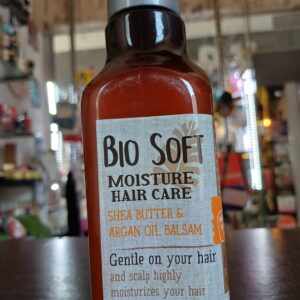 BIO SOFT
MOISTURE
HAIR CARE
SHEA BUTTER &
ARGAN OIL BALSAM
Gentle on your hair
and scalp highly
moisturizes your hair